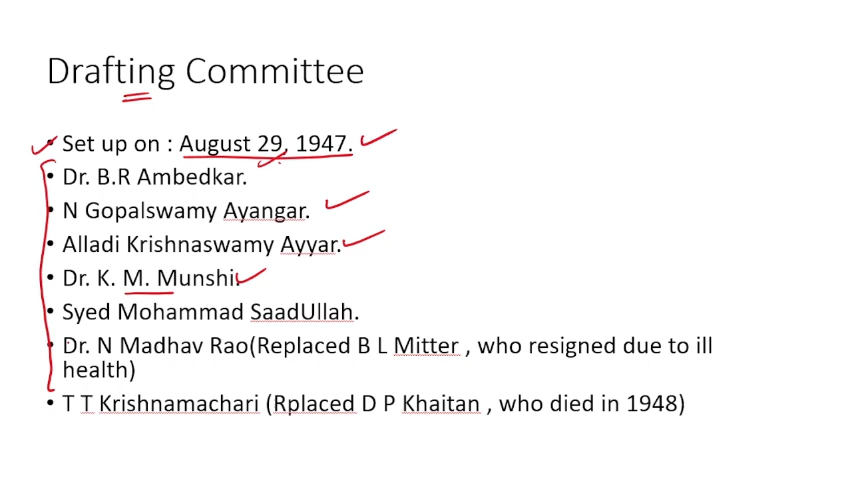 Drafting Committee
• Set up on : August 29, 1947.
• Dr. B.R Ambedkar.
• N Gopalswamy Ayangar.
• Alladi Krishnaswamy Ayyar.
• Dr. K. M. Munshi.
• Syed Mohammad SaadUllah.
• Dr. N Madhav Rao(Replaced B L Mitter , who resigned due to ill
health)
• T T Krishnamachari (Rplaced D P Khaitan , who died in 1948)